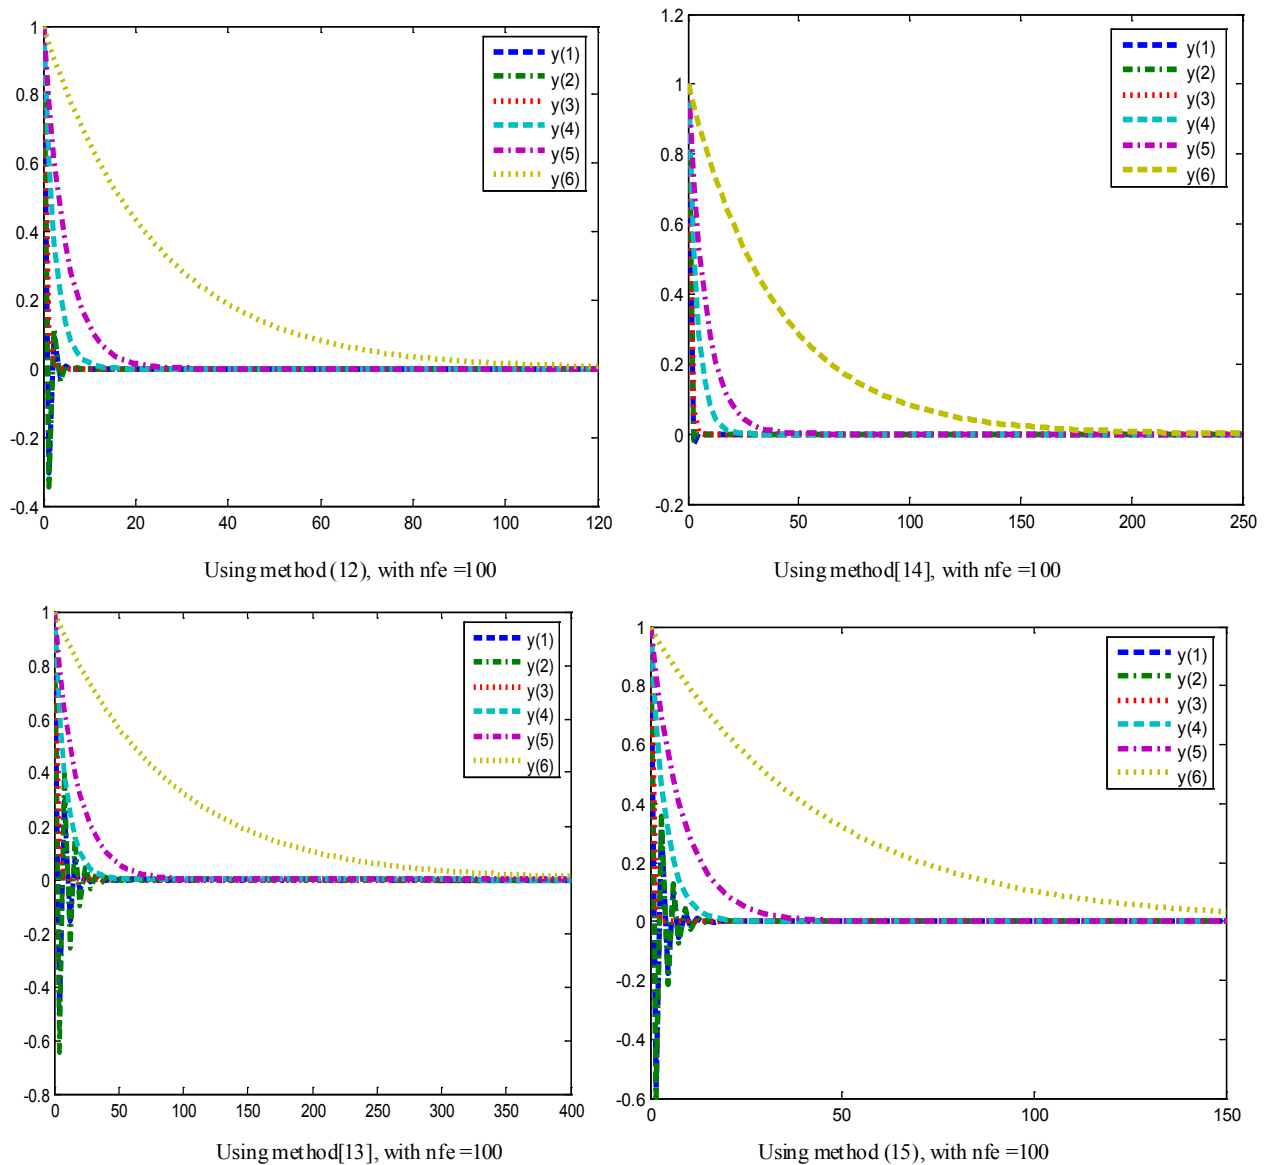 1
0.8
0.6
0.4
0.2
0
-0.2
-0.4
0 20 40 60 80 100 120
y(1)
y(2)
y(3)
y(4)
y(5)
y(6)
Using method (12), with nfe =100
1.2
1
0.8
0.6
0.4
0.2
0
-0.2
0 50 100 150 200 250
y(1)
y(2)
y(3)
y(4)
y(5)
y(6)
Using method[14], with nfe =100
1
0.8
0.6
0.4
0.2
0
-0.2
-0.4
-0.6
-0.8
0 50 100 150 200 250 300 350 400
y(1)
y(2)
y(3)
y(4)
y(5)
y(6)
Using method[13], with nfe =100
1
0.8
0.6
0.4
0.2
0
-0.2
-0.4
-0.6
0 50 100 150
y(1)
y(2)
y(3)
y(4)
y(5)
y(6)
Using method (15), with nfe =100